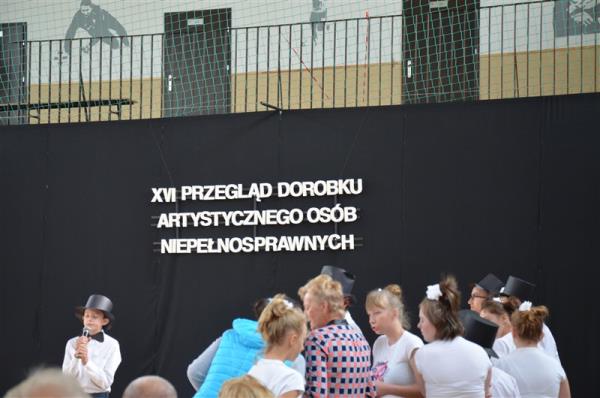 XVI PRZEGLĄD DOROBKU
ARTYSTYCZNEGO OSÓB
NIEPEŁNOSPRAWNYCH